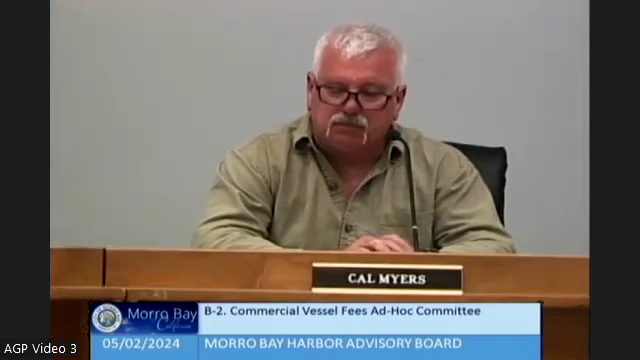 CAL MYERS
Morro Bay
California
B-2. Commercial Vessel Fees Ad-Hoc Committee
05/02/2024
MORRO BAY HARBOR ADVISORY BOARD
AGP Video 3